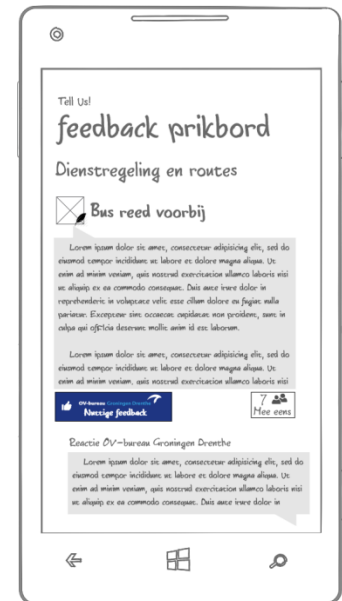 Tell Us!
feedback prikbord
Dienstregeling en routes
Bus reed voorbij
Lorem ipsum dolor sit amet, consectetur adipisicing elit, sed do
eiusmod tempor incididunt ut labore et dolore magna aliqua. Ut
enim ad minim veniam, quis nostrud exercitation ullamco laboris nisi
ut aliquip ex ea commodo consequat. Duis aute irure dolor in
reprehenderit in voluptate velit esse cillum dolore eu fugiat nulla
pariatur. Excepteur sint occaecat cupidatat non proident, sunt in
culpa qui officia deserunt mollit anim id est laborum.
Lorem ipsum dolor sit amet, consectetur adipisicing elit, sed do
eiusmod tempor incididunt ut labore et dolore magna aliqua. Ut
enim ad minim veniam, quis nostrud exercitation ullamco laboris nisi
OV-bureau Groningen Drenthe
Nuttige feedback
7
Mee eens
Reactie OV-bureau Groningen Drenthe
Lorem ipsum dolor sit amet, consectetur adipisicing elit, sed do
eiusmod tempor incididunt ut labore et dolore magna aliqua. Ut
enim ad minim veniam, quis nostrud exercitation ullamco laboris nisi
ut aliquip ex ea commodo consequat. Duis aute irure dolor in